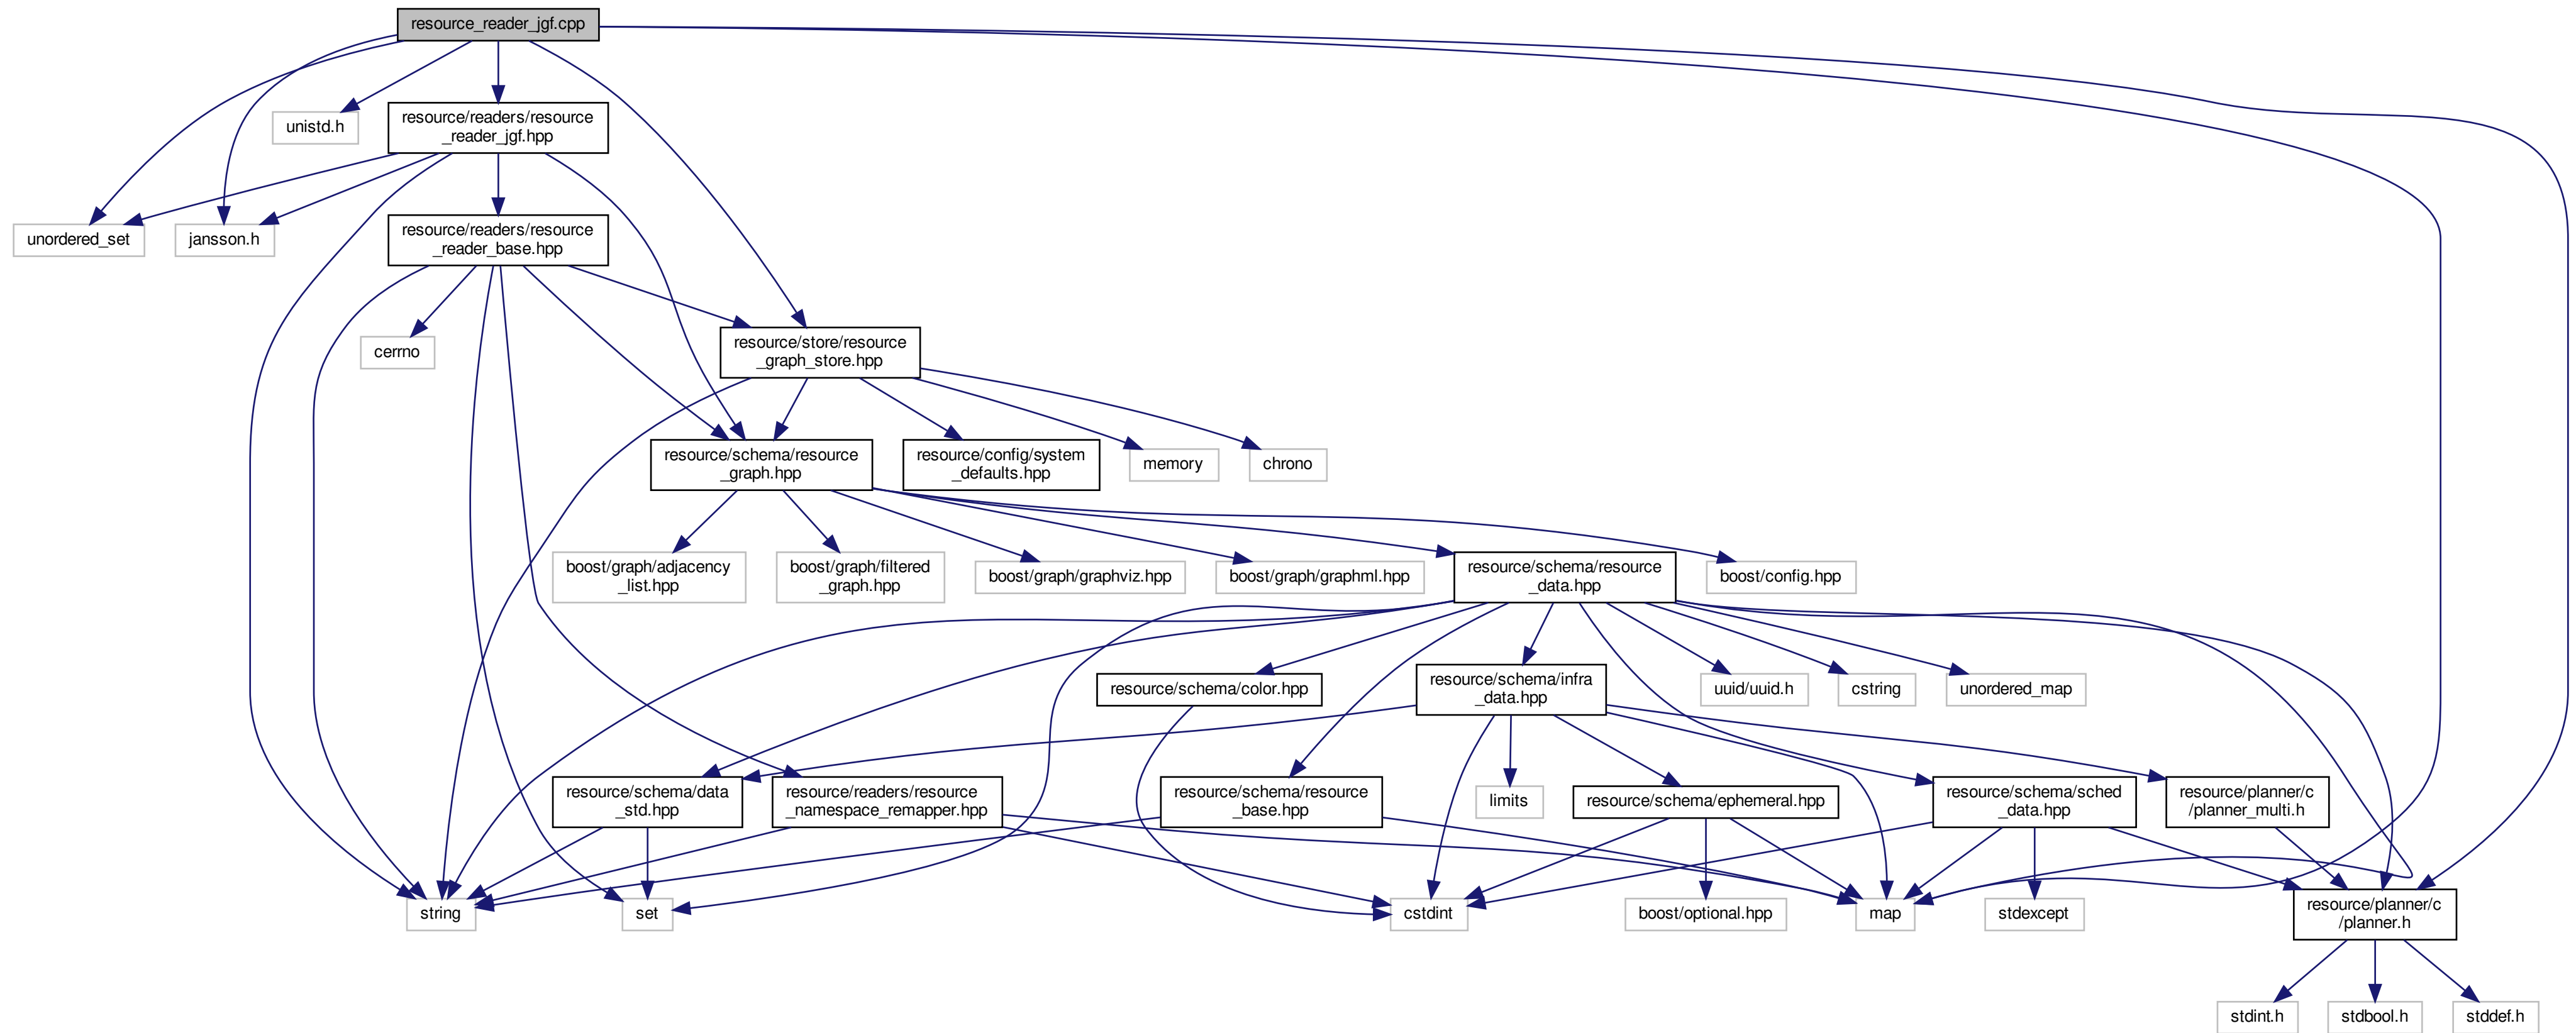 resource_reader_jgf.cpp
unistd.h
resource/readers/resource
_reader_jgf.hpp
unordered_set
jansson.h
resource/readers/resource
_reader_base.hpp
cerrno
resource/store/resource
_graph_store.hpp
resource/schema/resource
_graph.hpp
resource/config/system
_defaults.hpp
memory
chrono
boost/graph/adjacency
_list.hpp
boost/graph/filtered
_graph.hpp
boost/graph/graphviz.hpp
boost/graph/graphml.hpp
resource/schema/resource
_data.hpp
boost/config.hpp
resource/schema/color.hpp
resource/schema/infra
_data.hpp
uuid/uuid.h
cstring
unordered_map
resource/schema/data
_std.hpp
resource/readers/resource
_namespace_remapper.hpp
resource/schema/resource
_base.hpp
limits
resource/schema/ephemeral.hpp
resource/schema/sched
_data.hpp
resource/planner/c
/planner_multi.h
string
set
cstdint
boost/optional.hpp
map
stdexcept
resource/planner/c
/planner.h
stdint.h
stdbool.h
stddef.h